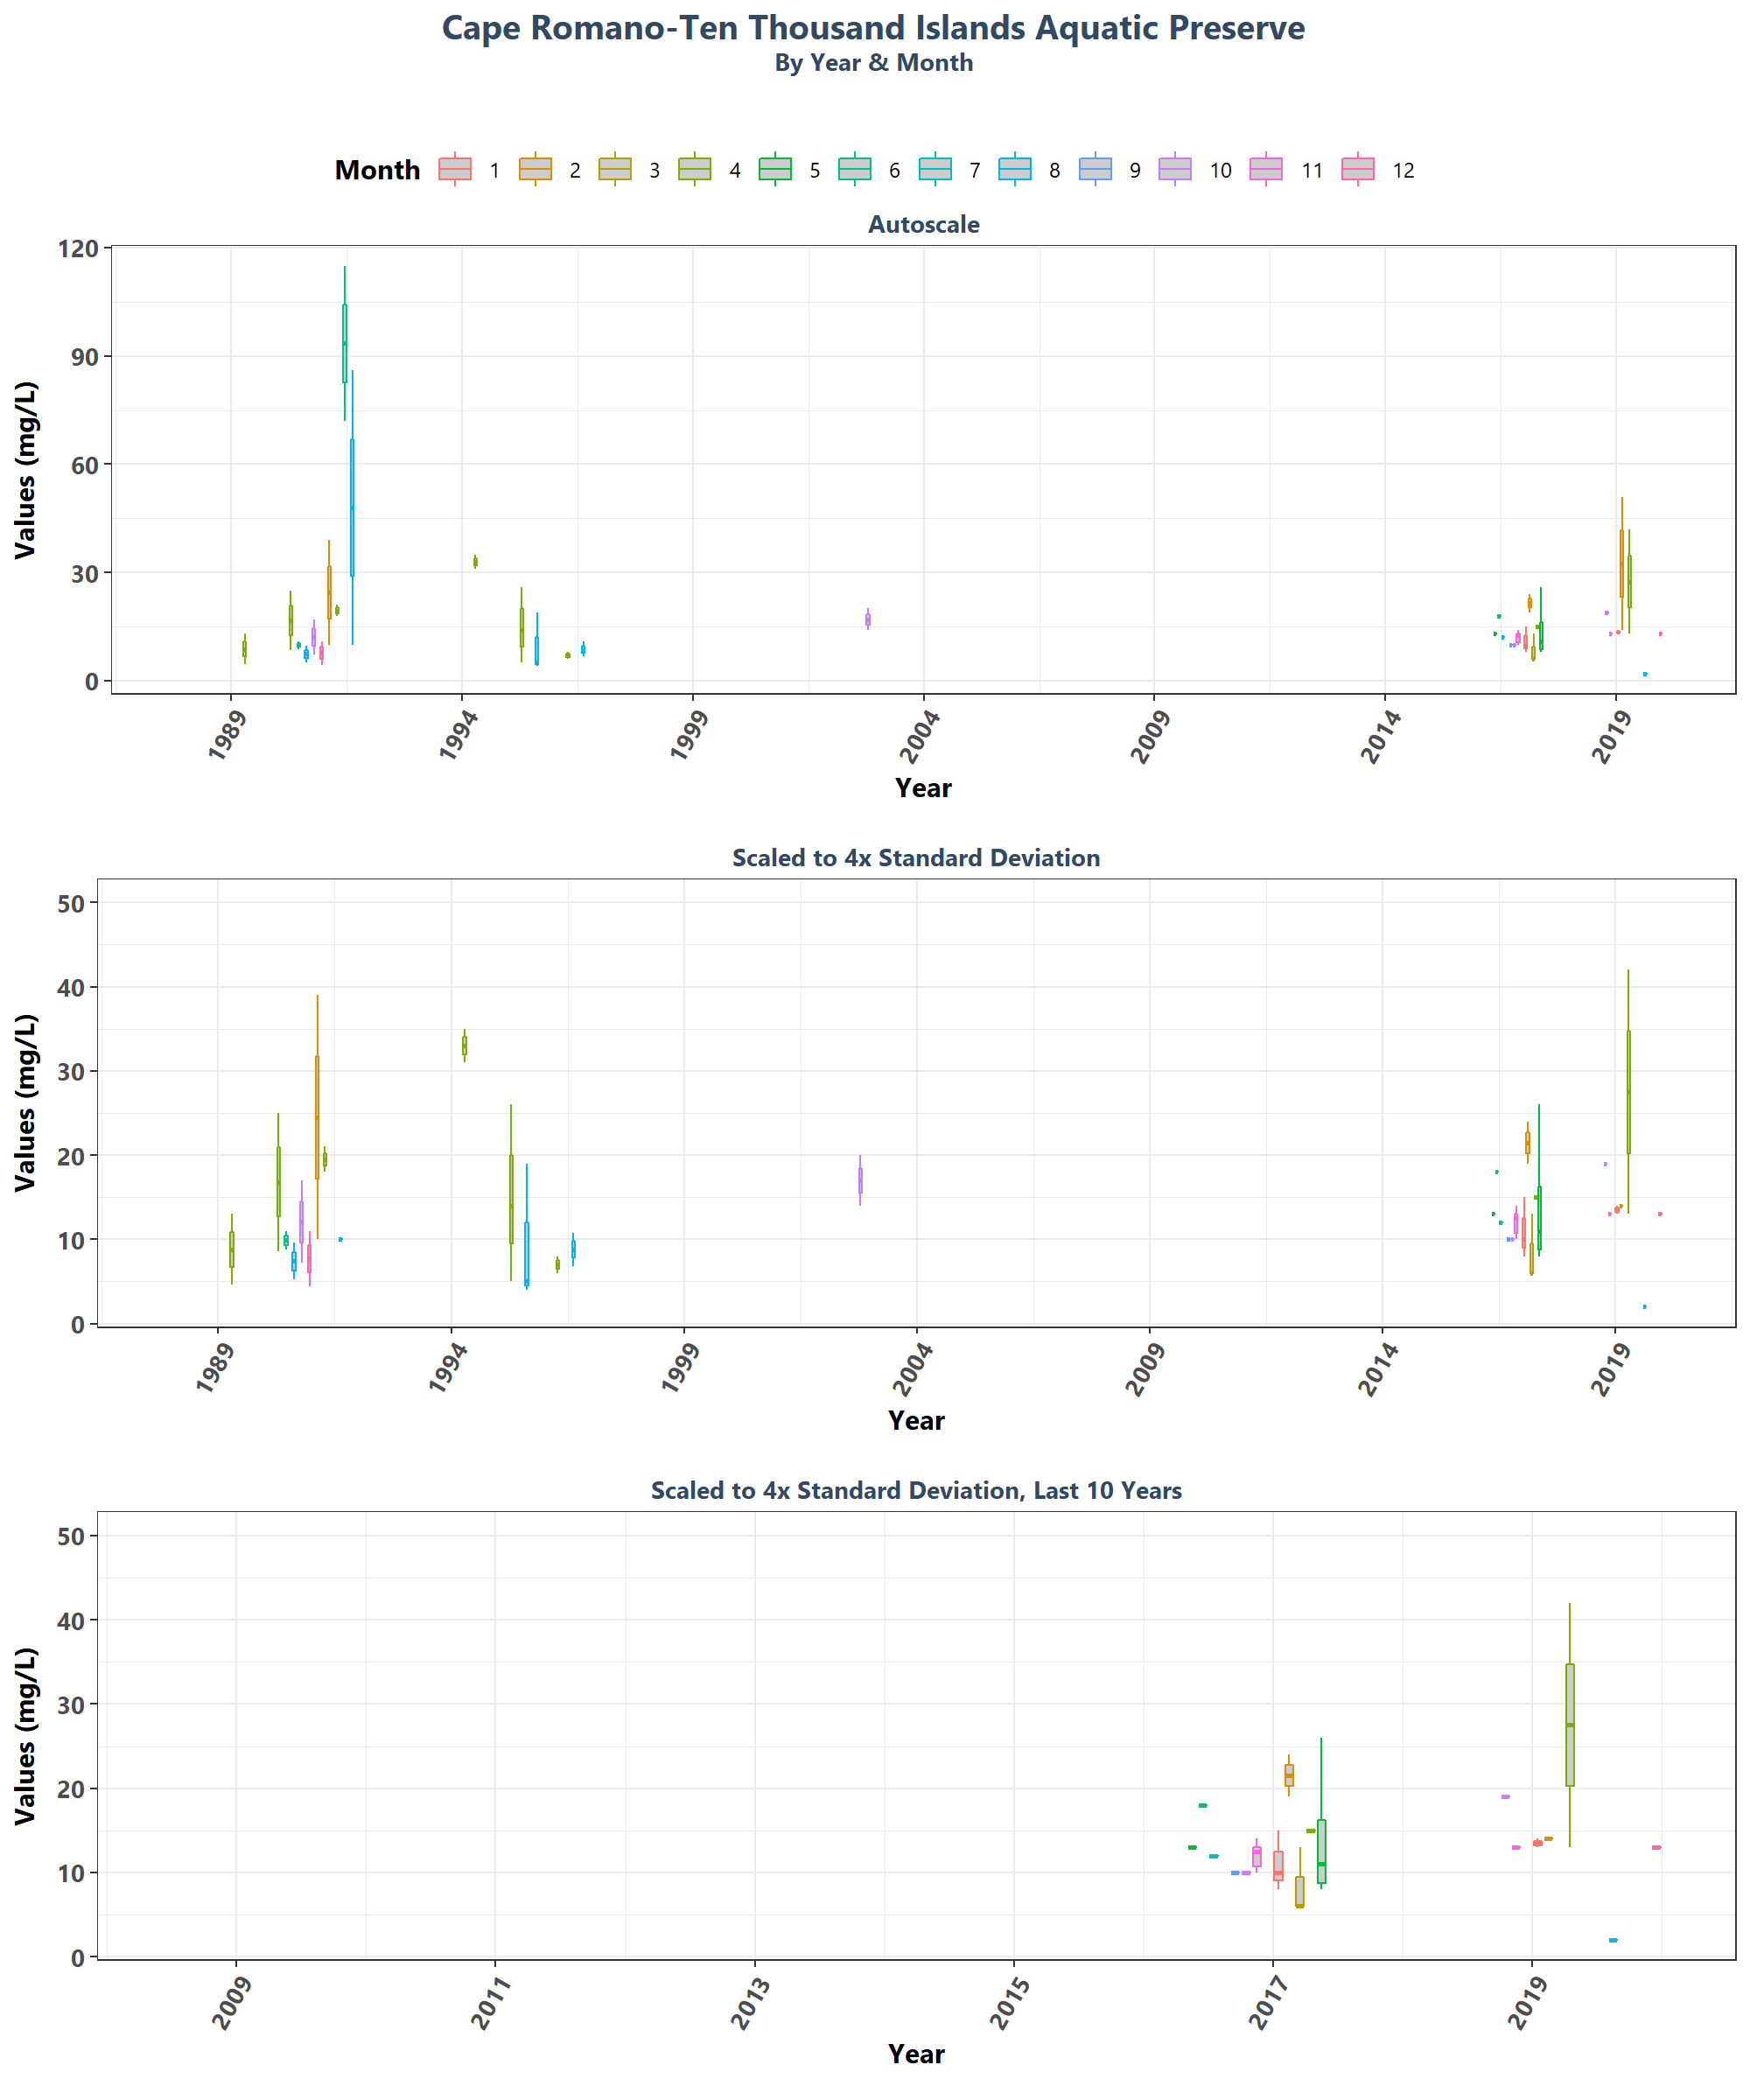 Cape Romano-Ten Thousand Islands Aquatic Preserve
By Year & Month
Month 1 2 3 4 5 6 7 8 9 10 11 12
Autoscale
Values (mg/L)
120
90
60
30
0
1989 1994 1999 2004 2009 2014 2019
Year
Scaled to 4x Standard Deviation
Values (mg/L)
50
40
30
20
10
0
1989 1994 1999 2004 2009 2014 2019
Year
Scaled to 4x Standard Deviation, Last 10 Years
Values (mg/L)
50
40
30
20
10
0
2009 2011 2013 2015 2017 2019
Year